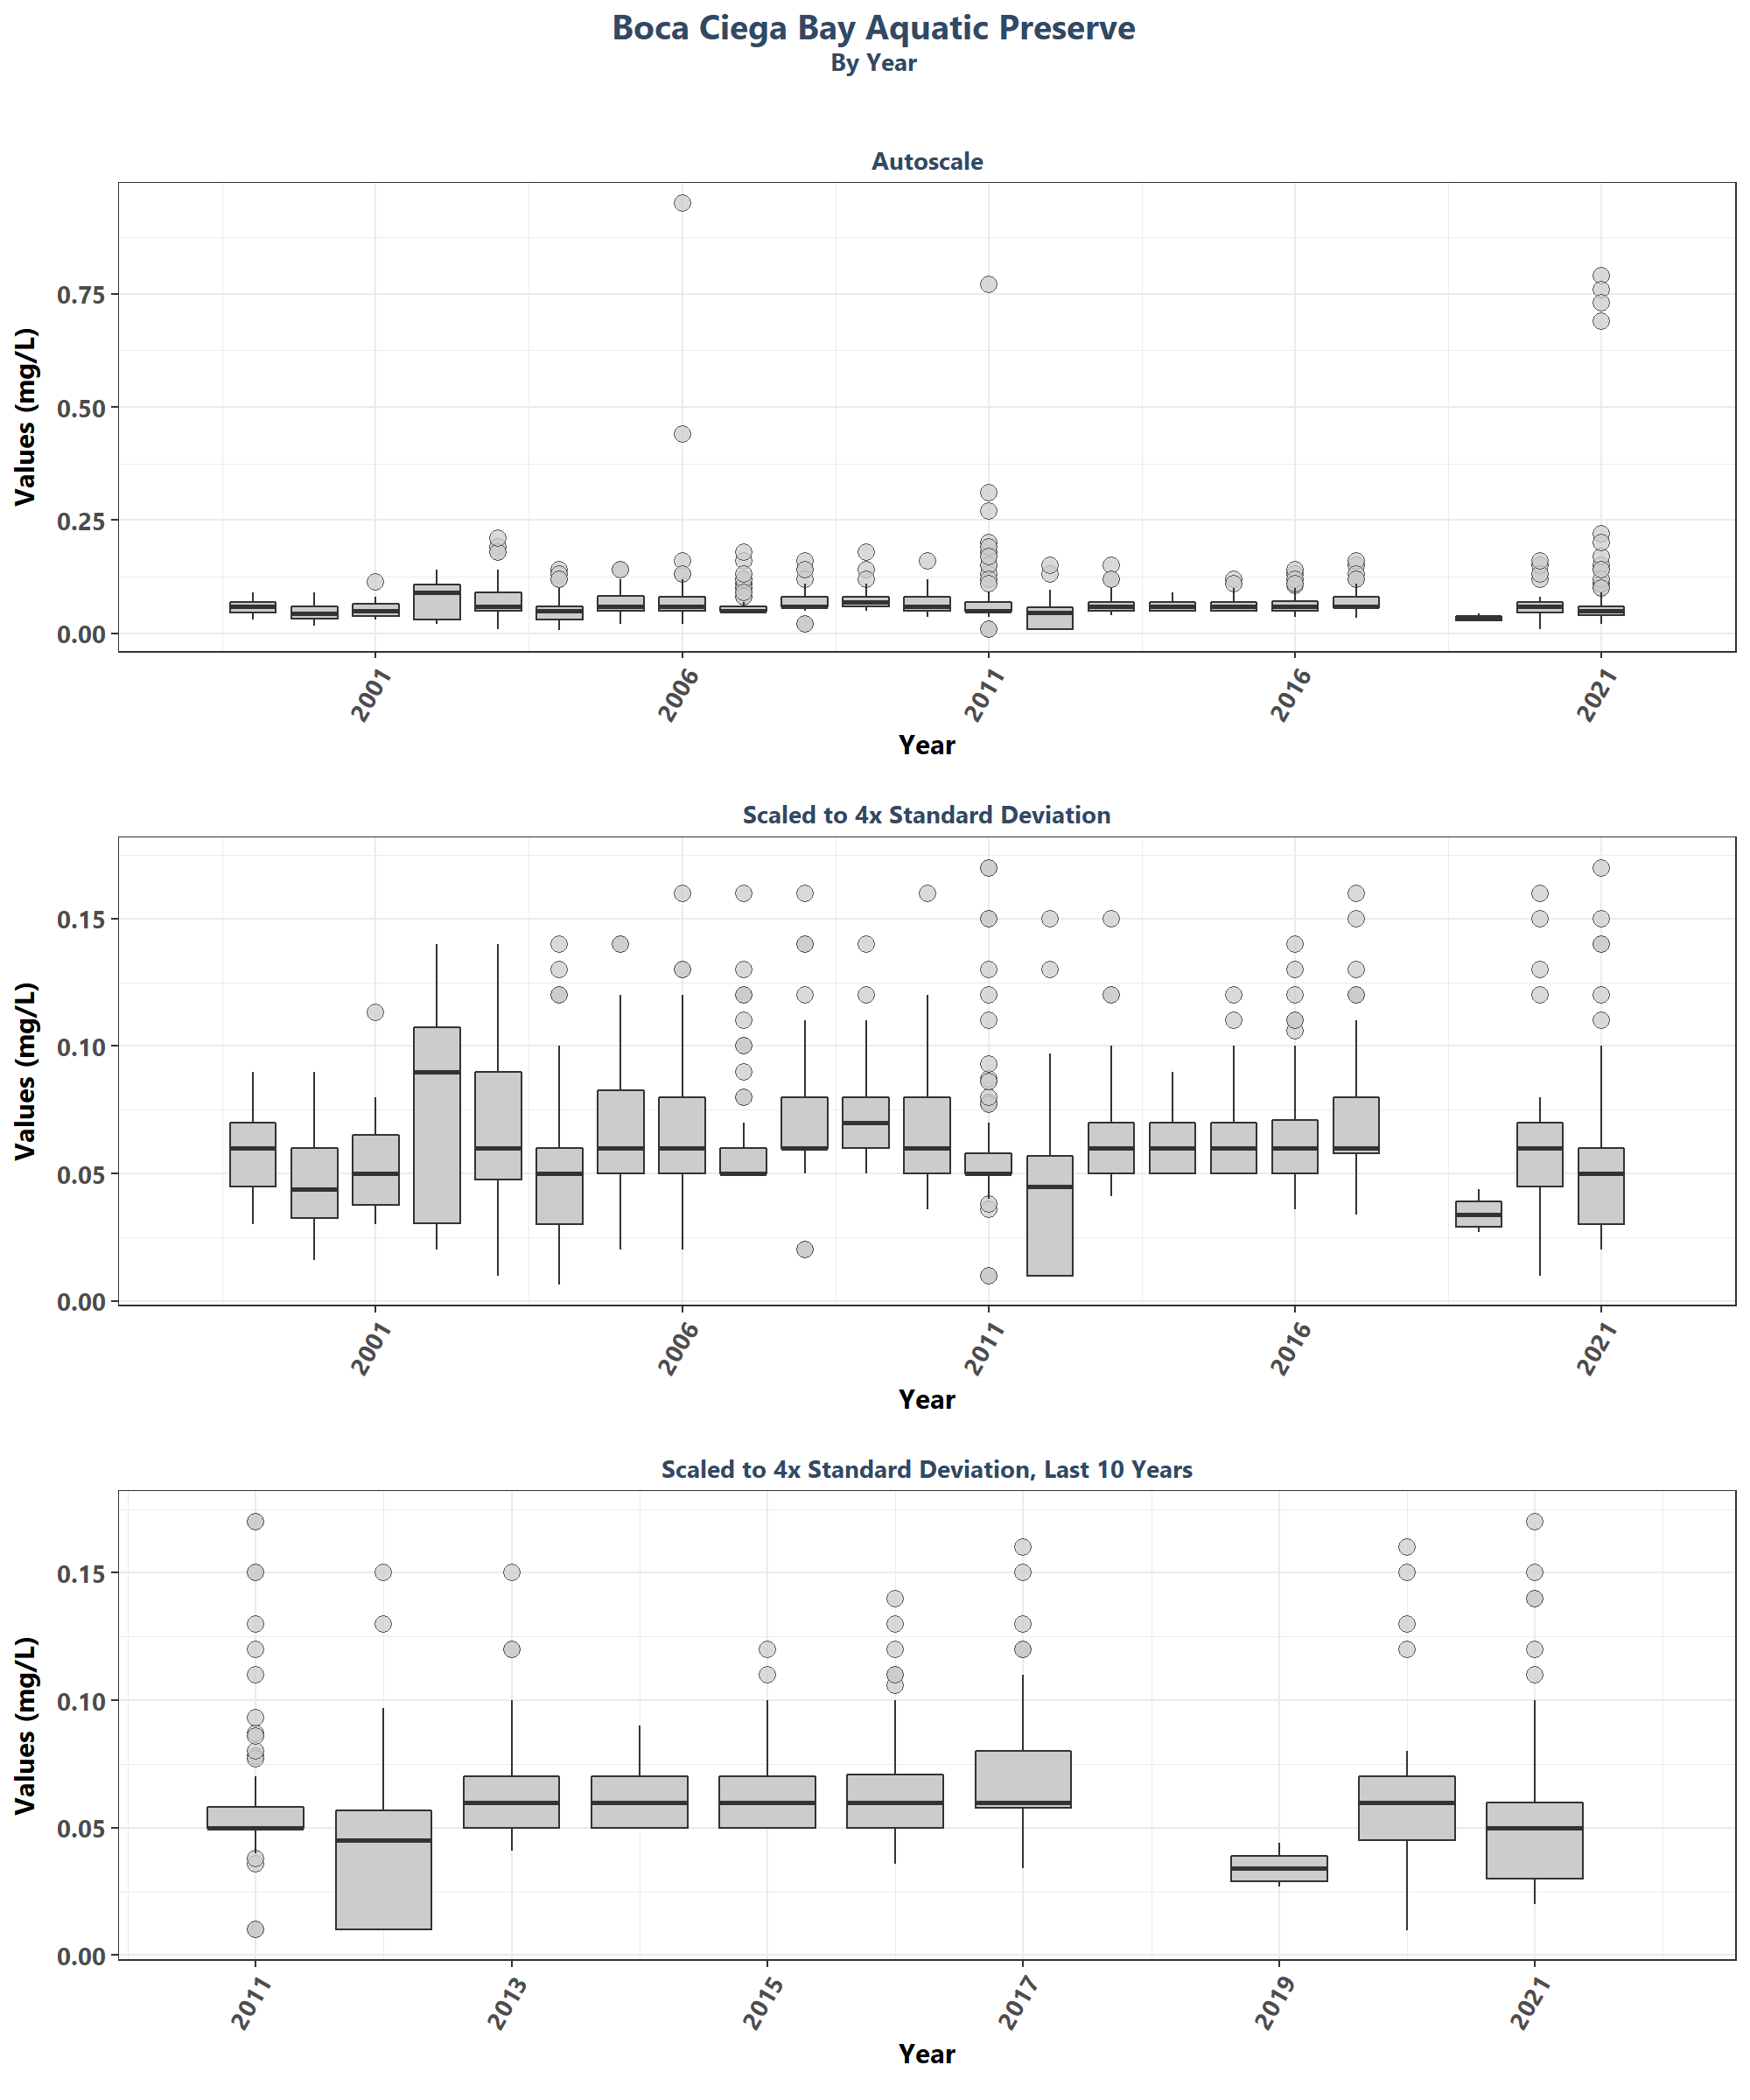 Boca Ciega Bay Aquatic Preserve
By Year
Autoscale
Values (mg/L)
0.75
0.50
0.25
0.00
2001
2006
2011
2016
2021
Year
Scaled to 4x Standard Deviation
Values (mg/L)
0.15
0.10
0.05
0.00
2001
2006
2011
2016
2021
Year
Scaled to 4x Standard Deviation, Last 10 Years
Values (mg/L)
0.15
0.10
0.05
0.00
2011
2013
2015
2017
2019
2021
Year